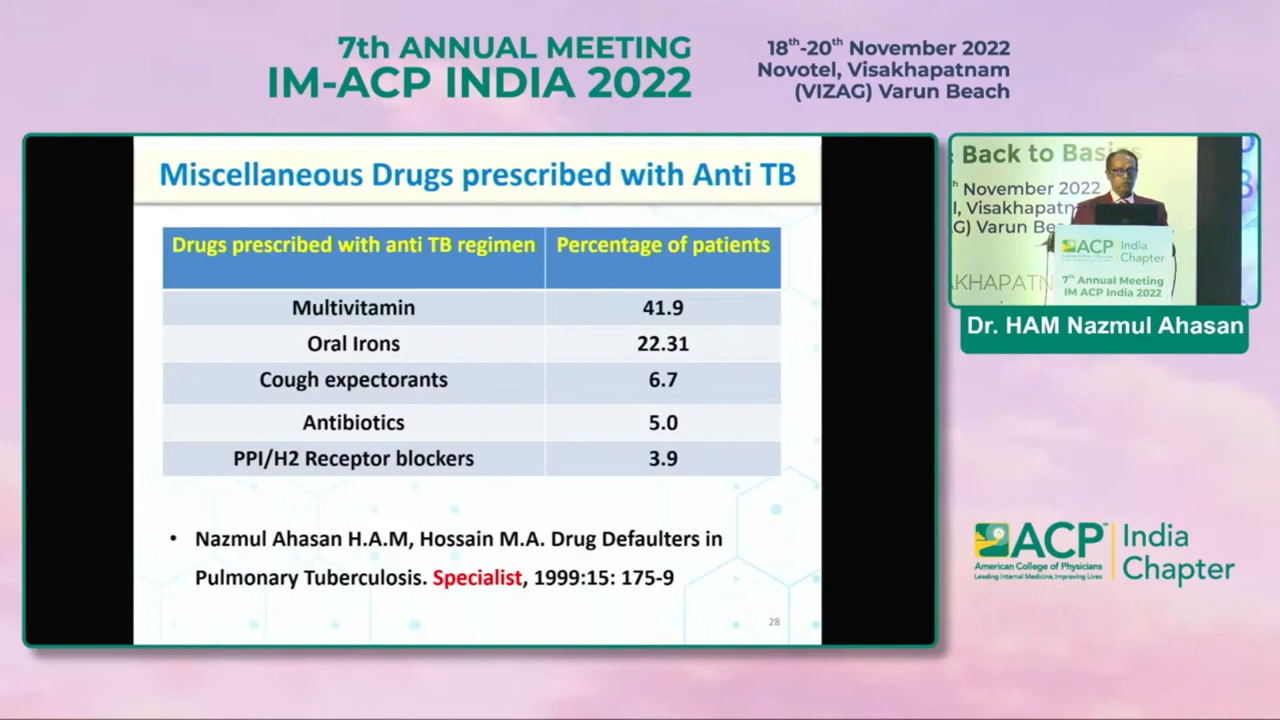 7th ANNUAL MEETING
IM-ACP INDIA 2022
18th-20th November 2022
Novotel, Visakhapatnam
(VIZAG) Varun Beach
Miscellaneous Drugs prescribed with Anti TB
Drugs prescribed with anti TB regimen Percentage of patients
Multivitamin 41.9
Oral Irons 22.31
Cough expectorants 6.7
Antibiotics 5.0
PPI/H2 Receptor blockers 3.9
• Nazmul Ahasan H.A.M, Hossain M.A. Drug Defaulters in
Pulmonary Tuberculosis. Specialist, 1999:15: 175-9
28
: Back to Basics
November 2022
l, Visakhapatn
G) Varun Be
AKHAPATN
ACP India
Chapter
7th Annual Meeting
IM ACP India 2022
Dr. HAM Nazmul Ahasan
ACP™ India
Chapter
American College of Physicians
Leading Internal Medicine, Improving Lives